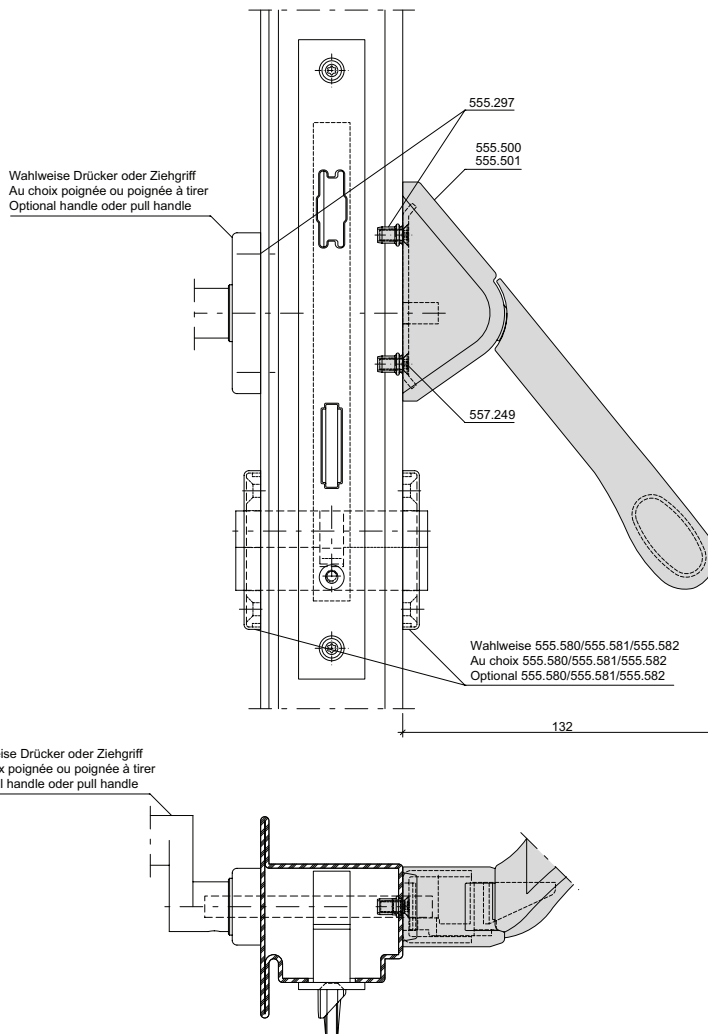 555.297
555.500
555.501
Wahlweise Drücker oder Ziehgriff
Au choix poignée ou poignée à tirer
Optional handle oder pull handle
557.249
Wahlweise 555.580/555.581/555.582
Au choix 555.580/555.581/555.582
Optional 555.580/555.581/555.582
132
eise Drücker oder Ziehgriff
x poignée ou poignée à tirer
l handle oder pull handle